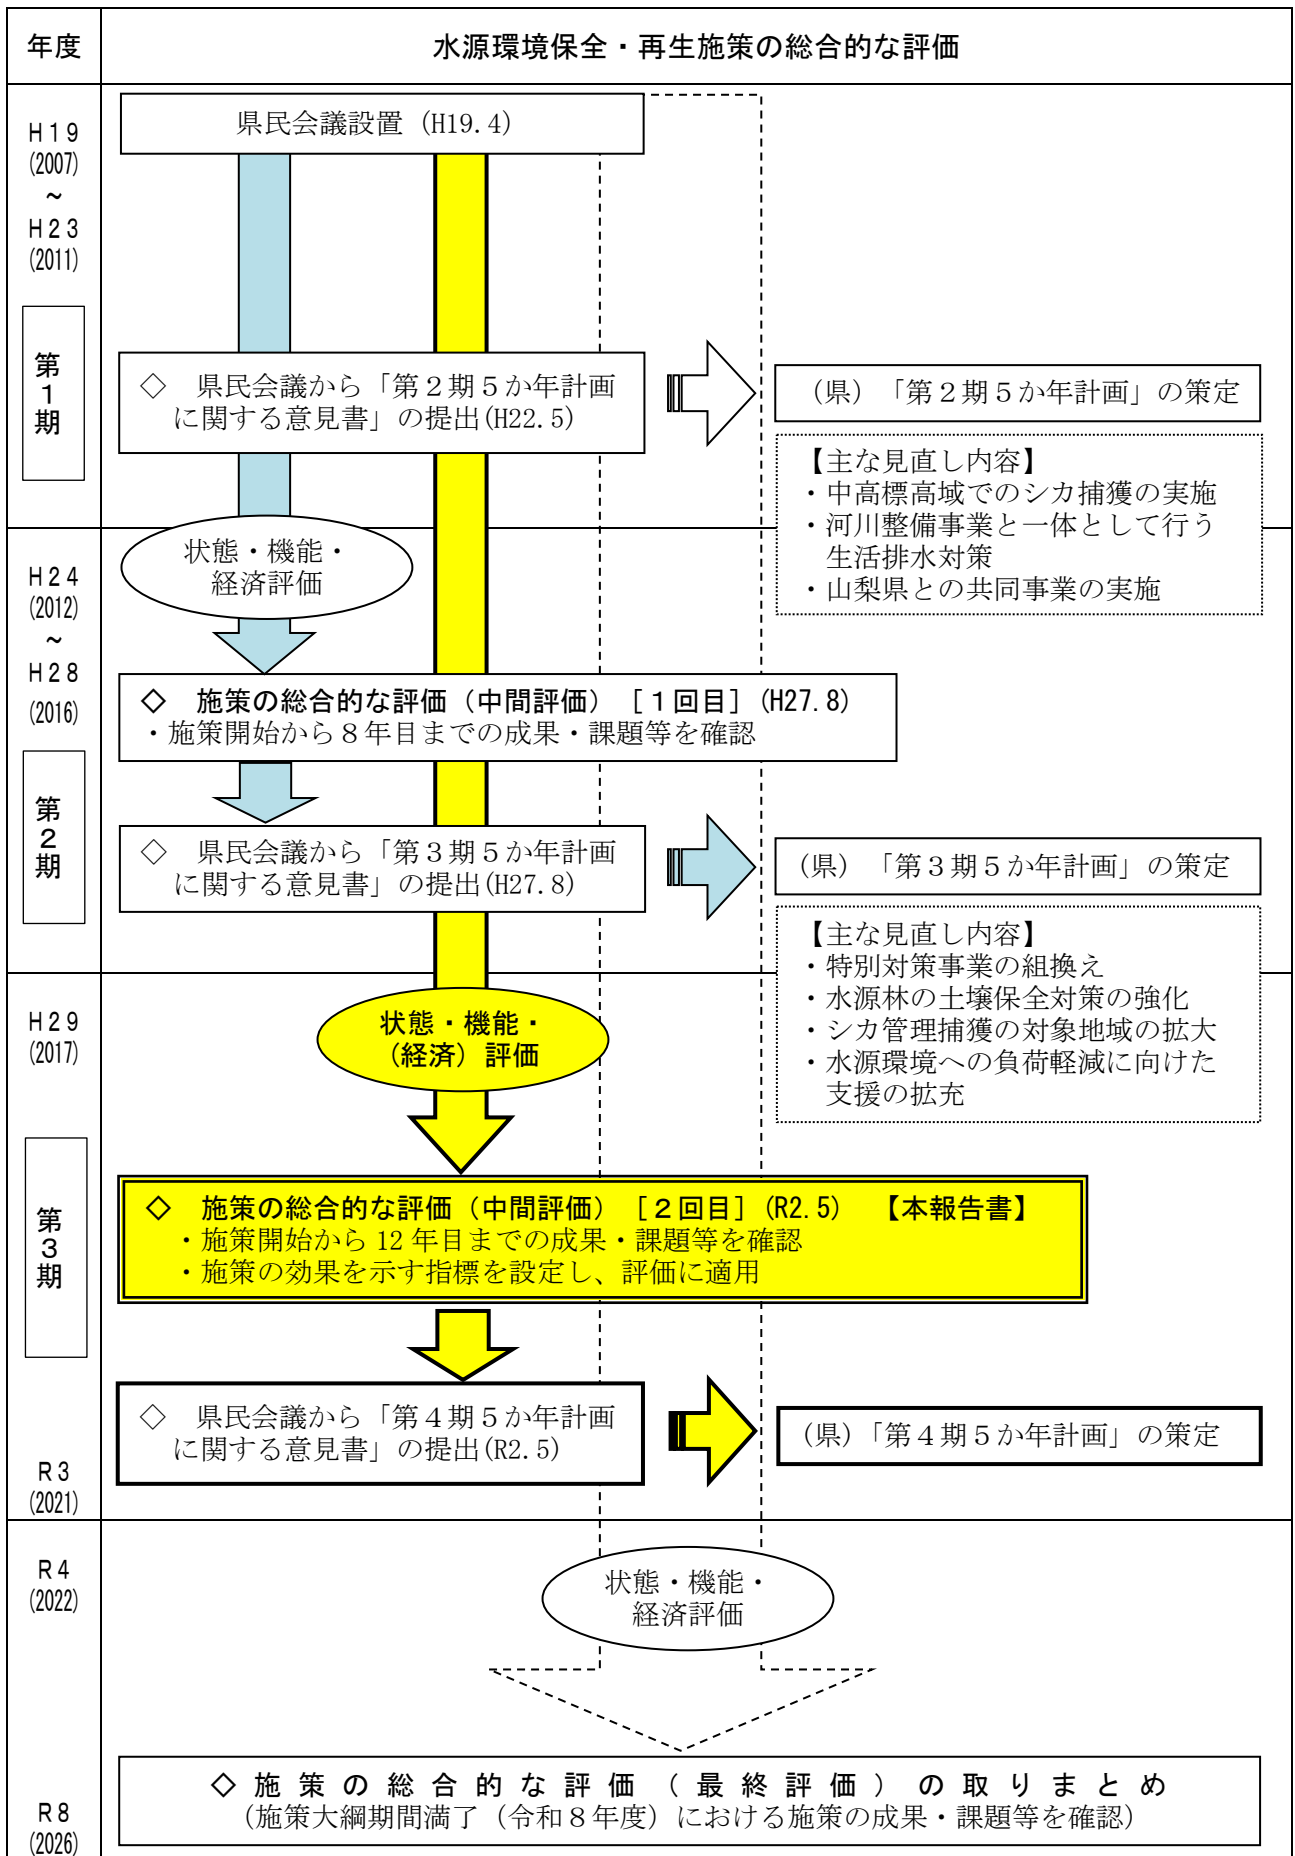 年度
水源環境保全・再生施策の総合的な評価
H19
(2007)
~
H23
(2011)
第1期
県民会議設置 (H19.4)
◇ 県民会議から「第2期5か年計画
に関する意見書」の提出(H22.5)
(県)「第2期5か年計画」の策定
【主な見直し内容】
・中高標高域でのシカ捕獲の実施
・河川整備事業と一体として行う
生活排水対策
・山梨県との共同事業の実施
状態・機能・
経済評価
H24
(2012)
~
H28
(2016)
第2期
◇ 施策の総合的な評価(中間評価)[1回目](H27.8)
・施策開始から8年目までの成果・課題等を確認
◇ 県民会議から「第3期5か年計画
に関する意見書」の提出(H27.8)
(県)「第3期5か年計画」の策定
【主な見直し内容】
・特別対策事業の組換え
・水源林の土壌保全対策の強化
・シカ管理捕獲の対象地域の拡大
・水源環境への負荷軽減に向けた
支援の拡充
H29
(2017)
第3期
状態・機能・
(経済)評価
◇ 施策の総合的な評価(中間評価)[2回目](R2.5) 【本報告書】
・施策開始から 12 年目までの成果・課題等を確認
・施策の効果を示す指標を設定し、評価に適用
◇ 県民会議から「第4期5か年計画
に関する意見書」の提出(R2.5)
(県)「第4期5か年計画」の策定
R3
(2021)
R4
(2022)
状態・機能・
経済評価
◇施策の総合的な評価(最終評価)の取りまとめ
(施策大綱期間満了(令和8年度)における施策の成果・課題等を確認)
R8
(2026)